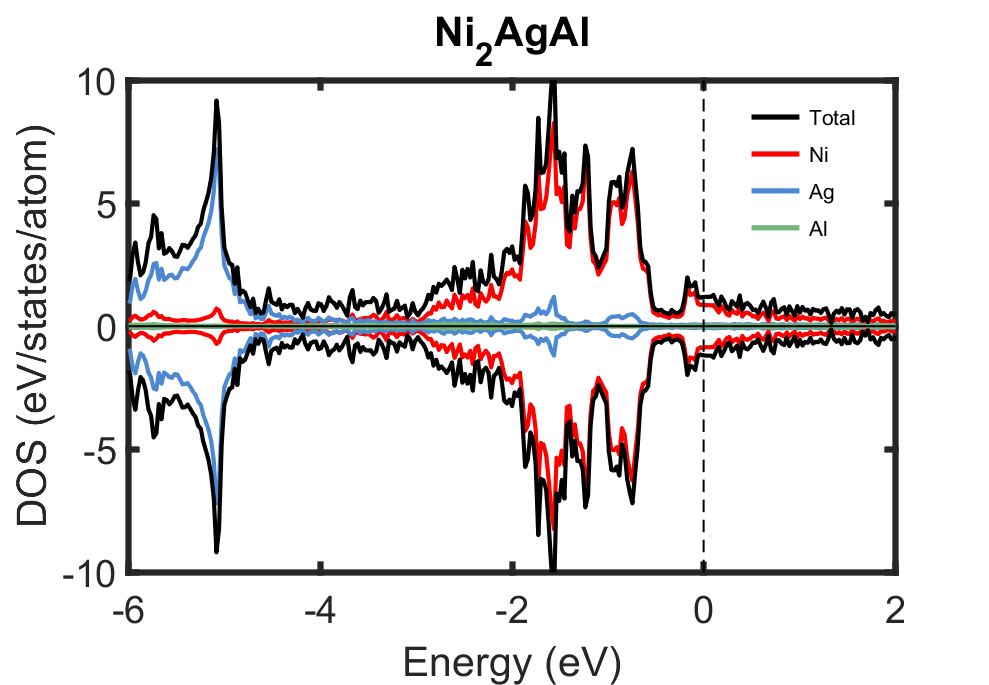 Ni2AgAl
DOS (eV/states/atom)
10
5
0
-5
-10
Total
Ni
Ag
Al
-6 -4 -2 0 2
Energy (eV)